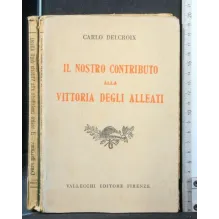 CARLO DELCROIX
IL NOSTRO CONTRIBUTO
ALLA
VITTORIA DEGLI ALLEATI
VALLECCHI EDITORE FIRENZE